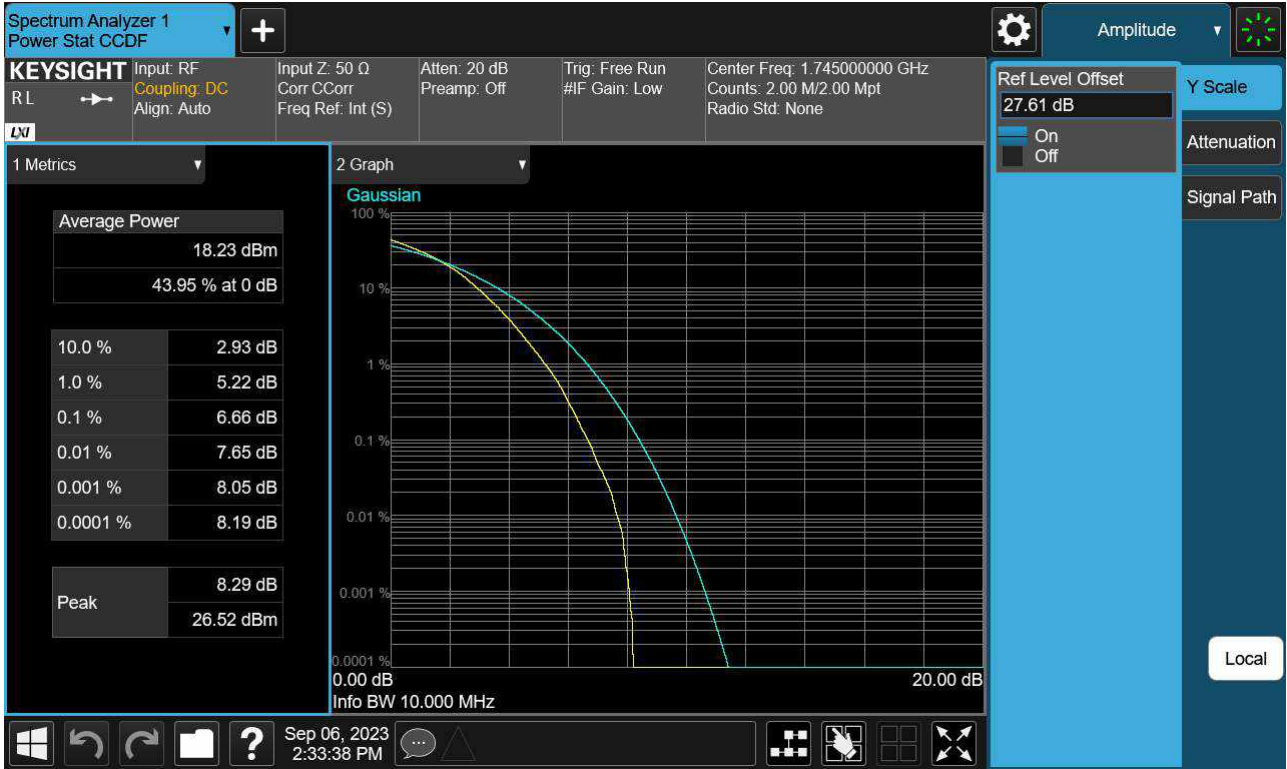 Spectrum Analyzer 1
Power Stat CCDF
+
Amplitude
KEYSIGHT
R L
LXI
Input: RF
Coupling: DC
Align: Auto
Input Z: 50 Ω
Corr CCorr
Freq Ref: Int (S)
Atten: 20 dB
Preamp: Off
Trig: Free Run
#IF Gain: Low
Center Freq: 1.745000000 GHz
Counts: 2.00 M/2.00 Mpt
Radio Std: None
Ref Level Offset
27.61 dB
On
Off
Y Scale
Attenuation
Signal Path
Local
1 Metrics
Average Power
18.23 dBm
43.95 % at 0 dB
10.0 % 2.93 dB
1.0 % 5.22 dB
0.1 % 6.66 dB
0.01 % 7.65 dB
0.001 % 8.05 dB
0.0001 % 8.19 dB
Peak
8.29 dB
26.52 dBm
2 Graph
Gaussian
100 %
10 %
1 %
0.1 %
0.01 %
0.001 %
0.0001 %
0.00 dB 20.00 dB
Info BW 10.000 MHz
?
Sep 06, 2023
2:33:38 PM